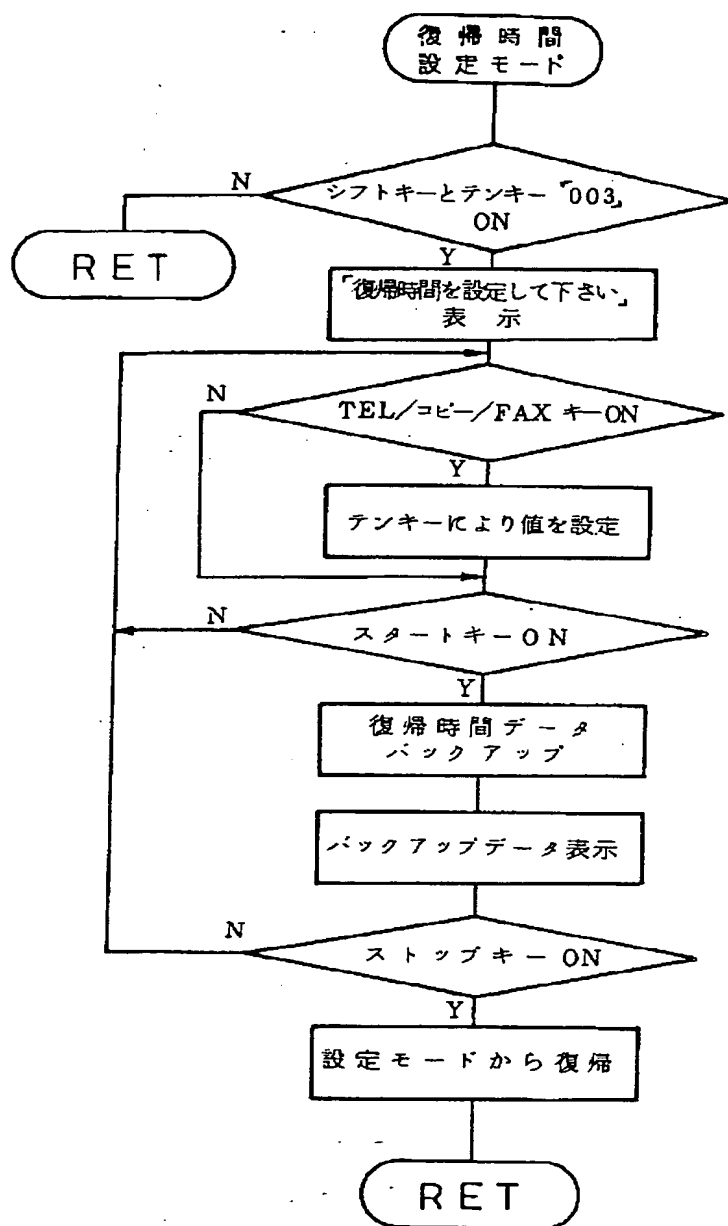 復帰時間
設定モード
N
シフトキーとテンキー「003」
ON
RET
Y
「復帰時間を設定して下さい」
表示
N
TEL/コピー/FAX キーON
Y
テンキーにより値を設定
N
スタートキーON
Y
復帰時間データ
バックアップ
バックアップデータ表示
N
ストップキー ON
Y
設定モードから復帰
RET